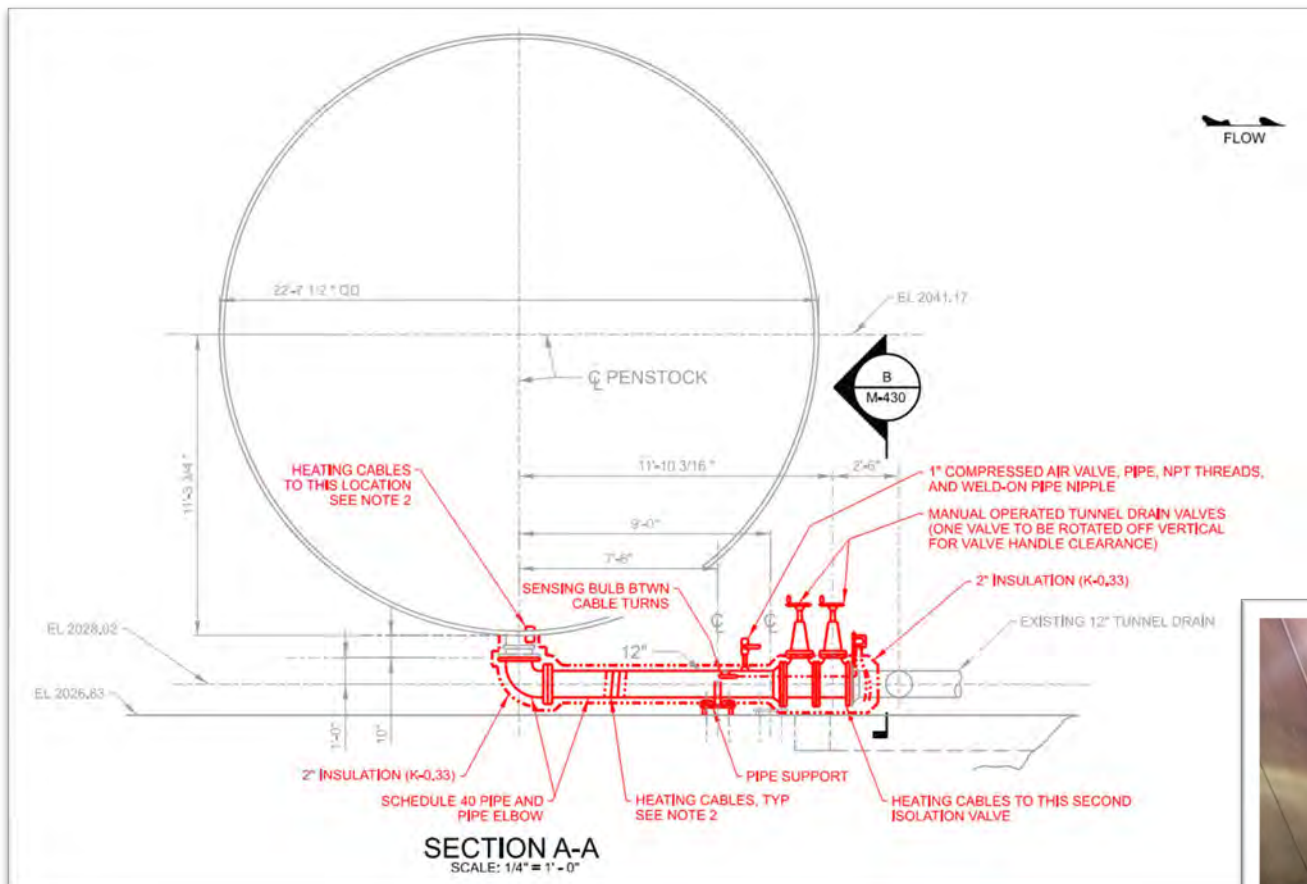 FLOW
22'-7 1/2" OD
EL 2041.17
℄ PENSTOCK
B
M-430
11'-3 3/4"
11'-10 3/16"
2'-6"
HEATING CABLES
TO THIS LOCATION
SEE NOTE 2
9'-0"
7'-6"
1" COMPRESSED AIR VALVE, PIPE, NPT THREADS,
AND WELD-ON PIPE NIPPLE
MANUAL OPERATED TUNNEL DRAIN VALVES
(ONE VALVE TO BE ROTATED OFF VERTICAL
FOR VALVE HANDLE CLEARANCE)
SENSING BULB BTWN
CABLE TURNS
2" INSULATION (K-0.33)
℄
℄
EXISTING 12" TUNNEL DRAIN
EL 2028.02
12"
EL 2026.63
1'-0"
10"
2" INSULATION (K-0.33)
PIPE SUPPORT
SCHEDULE 40 PIPE AND
PIPE ELBOW
HEATING CABLES, TYP
SEE NOTE 2
HEATING CABLES TO THIS SECOND
ISOLATION VALVE
SECTION A-A
SCALE: 1/4" = 1'-0"